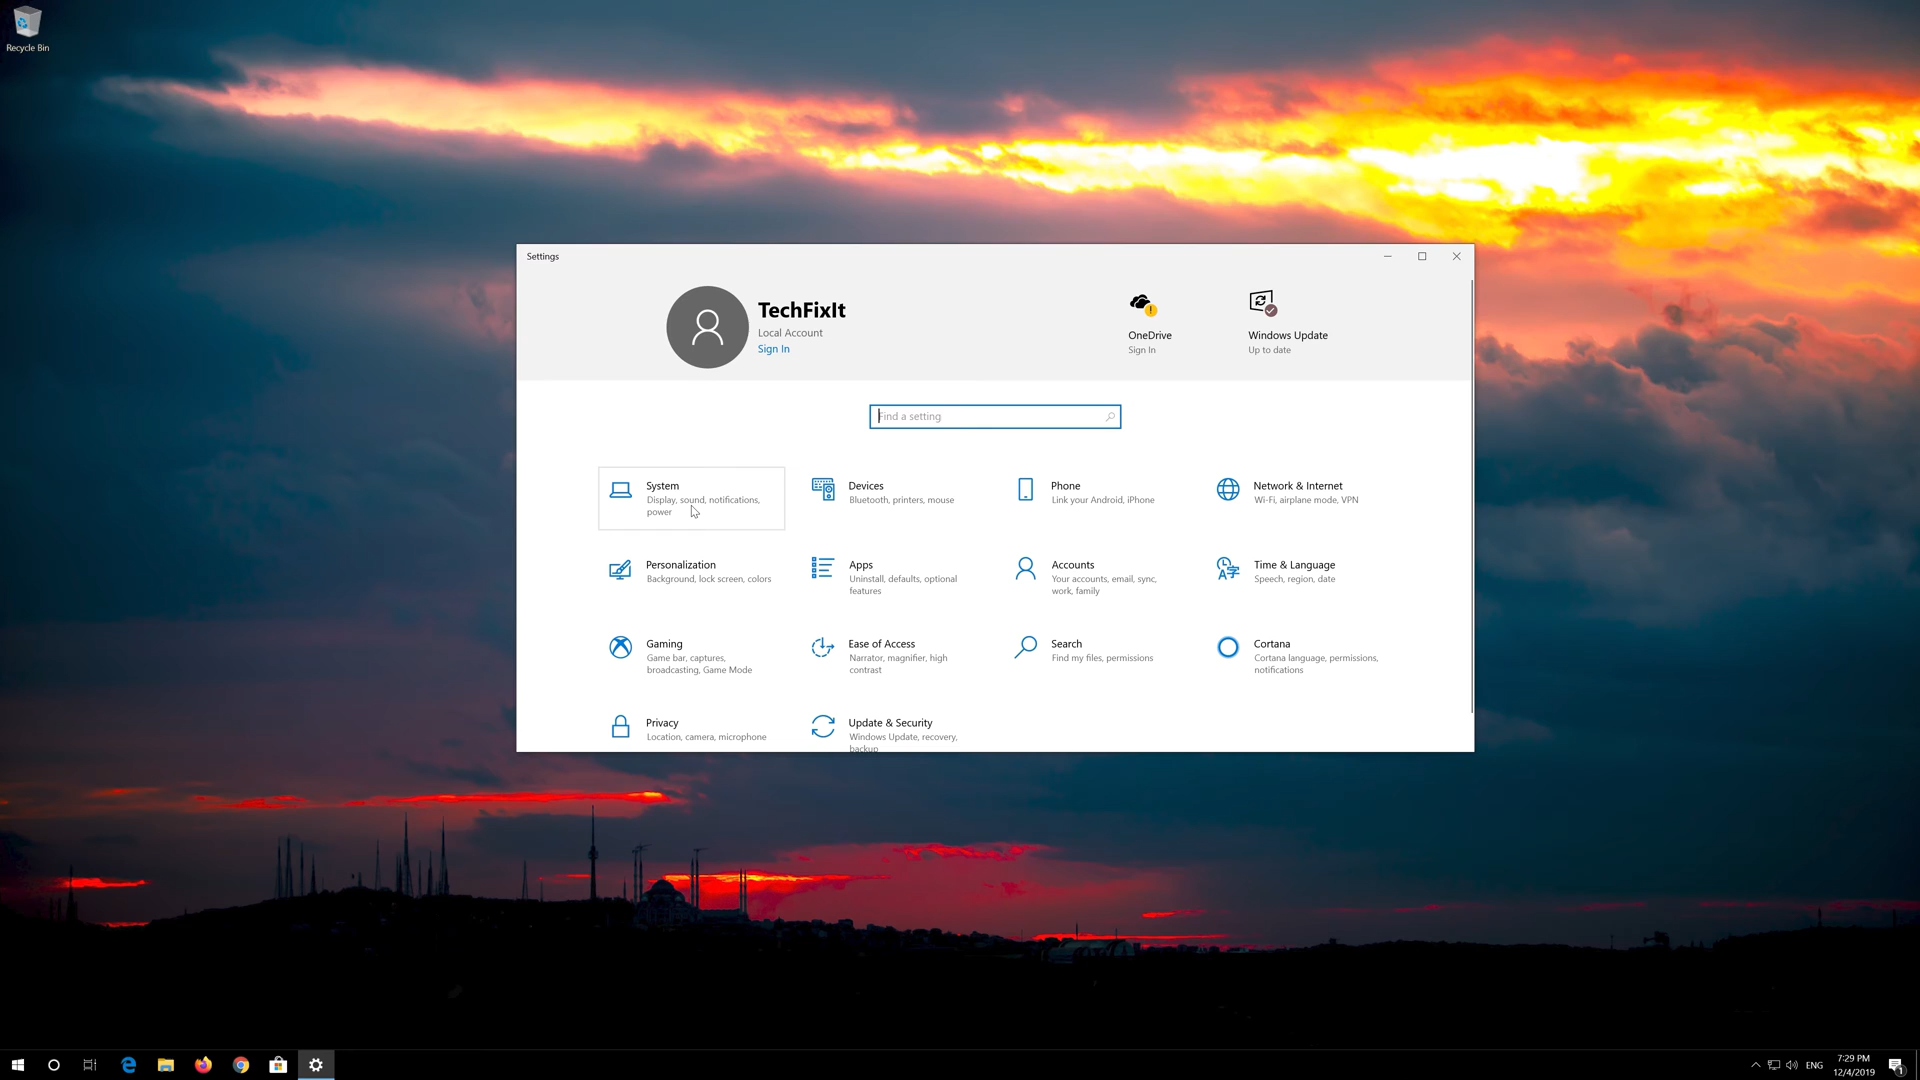 Recycle Bin
Settings
TechFixIt
Local Account
Sign In
OneDrive
Sign In
Windows Update
Up to date
Find a setting
System
Display, sound, notifications,
power
Devices
Bluetooth, printers, mouse
Phone
Link your Android, iPhone
Network & Internet
Wi-Fi, airplane mode, VPN
Personalization
Background, lock screen, colors
Apps
Uninstall, defaults, optional
features
Accounts
Your accounts, email, sync,
work, family
Time & Language
Speech, region, date
Gaming
Game bar, captures,
broadcasting, Game Mode
Ease of Access
Narrator, magnifier, high
contrast
Search
Find my files, permissions
Cortana
Cortana language, permissions,
notifications
Privacy
Location, camera, microphone
Update & Security
Windows Update, recovery,
backup
ENG
7:29 PM
12/4/2019
1